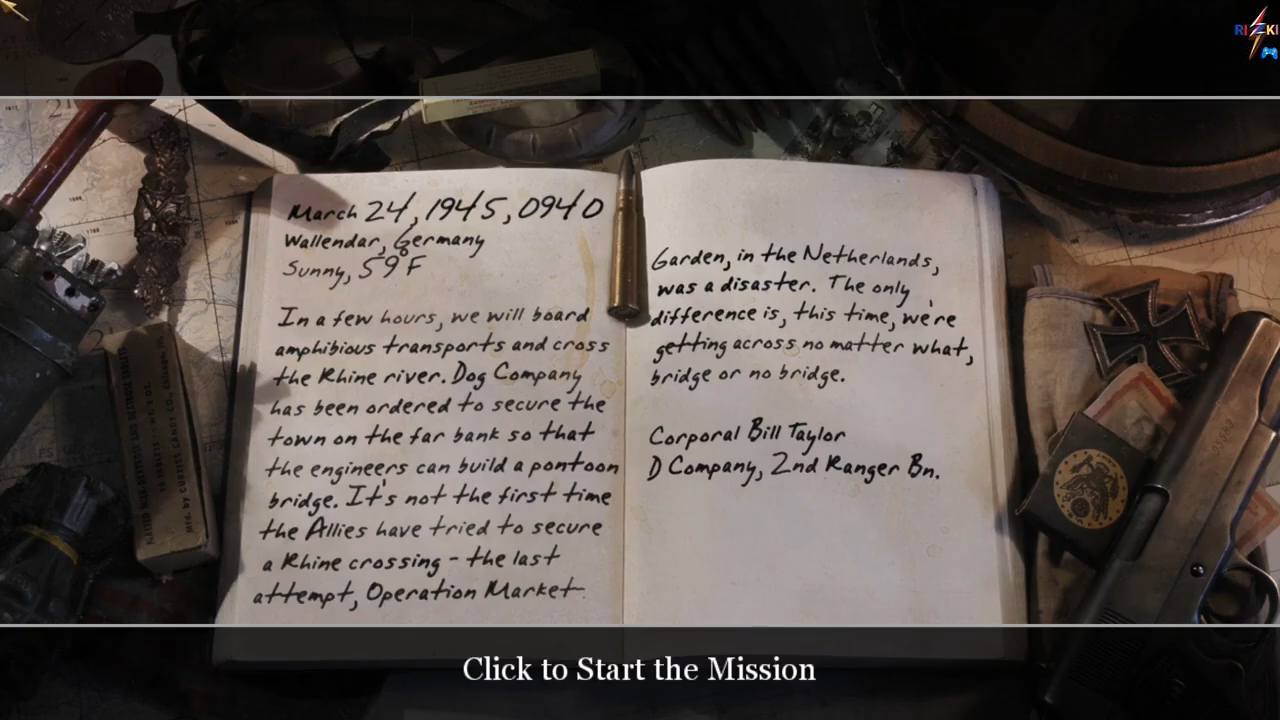 RIZKI
March 24, 1945, 0940
Wallendar, Germany
Sunny, 59°F
In a few hours, we will board
amphibious transports and cross
the Rhine river. Dog Company
has been ordered to secure the
town on the far bank so that
the engineers can build a pontoon
bridge. It's not the first time
the Allies have tried to secure
a Rhine crossing - the last
attempt, Operation Market
Garden, in the Netherlands,
was a disaster. The only
difference is, this time, we're
getting across no matter what,
bridge or no bridge.
Corporal Bill Taylor
D Company, 2nd Ranger Bn.
Click to Start the Mission